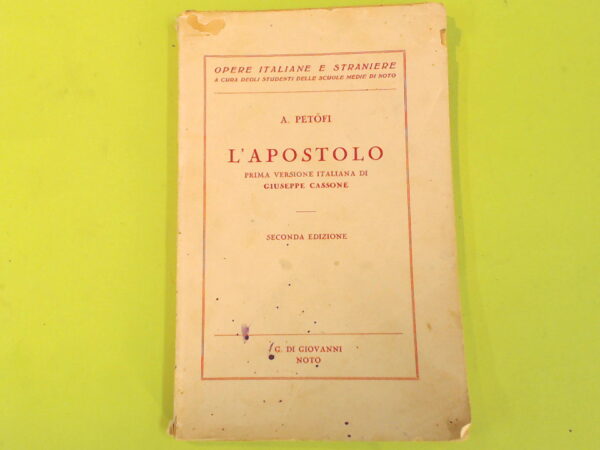 OPERE ITALIANE E STRANIERE
A CURA DEGLI STUDENTI DELLE SCUOLE MEDIE DI NOTO
A. PETÖFI
L'APOSTOLO
PRIMA VERSIONE ITALIANA DI
GIUSEPPE CASSONE
SECONDA EDIZIONE
C. DI GIOVANNI
NOTO